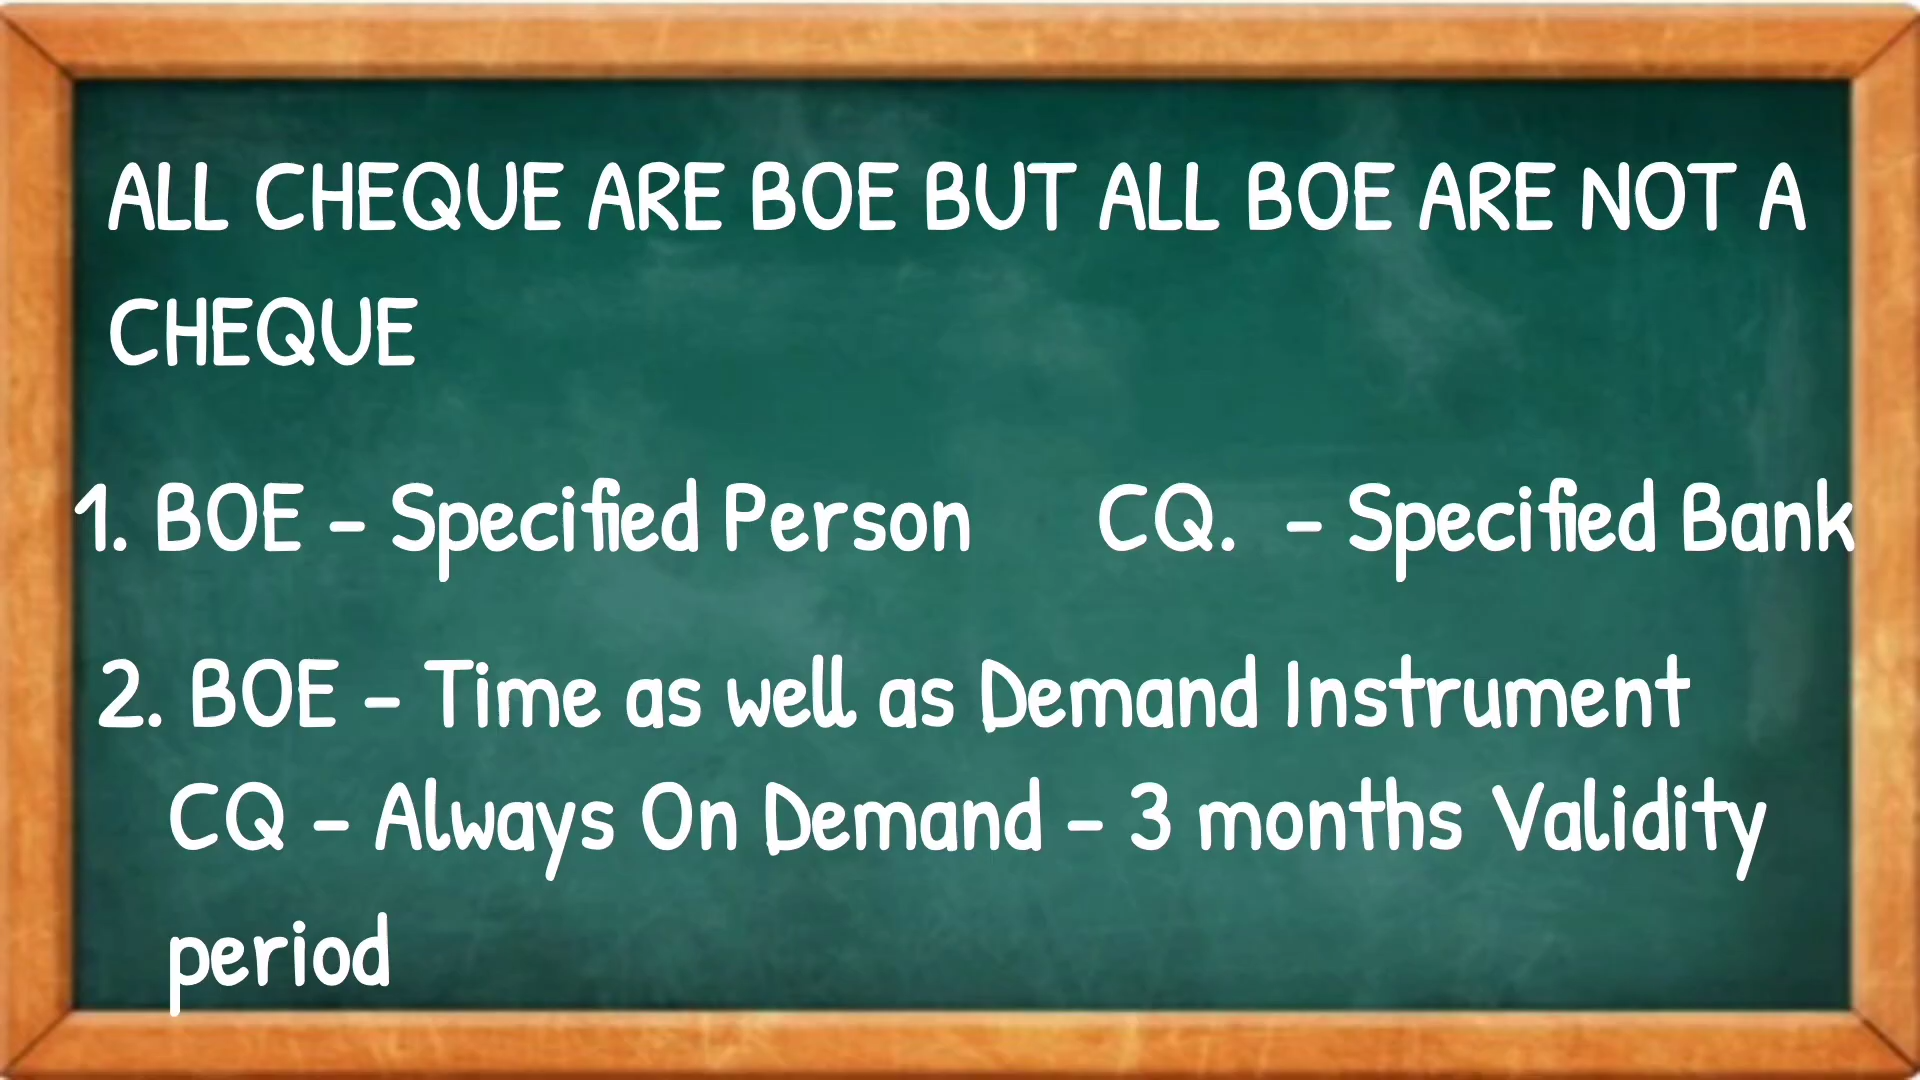 ALL CHEQUE ARE BOE BUT ALL BOE ARE NOT A
CHEQUE
1. BOE - Specified Person CQ. - Specified Bank
2. BOE - Time as well as Demand Instrument
CQ - Always On Demand - 3 months Validity
period